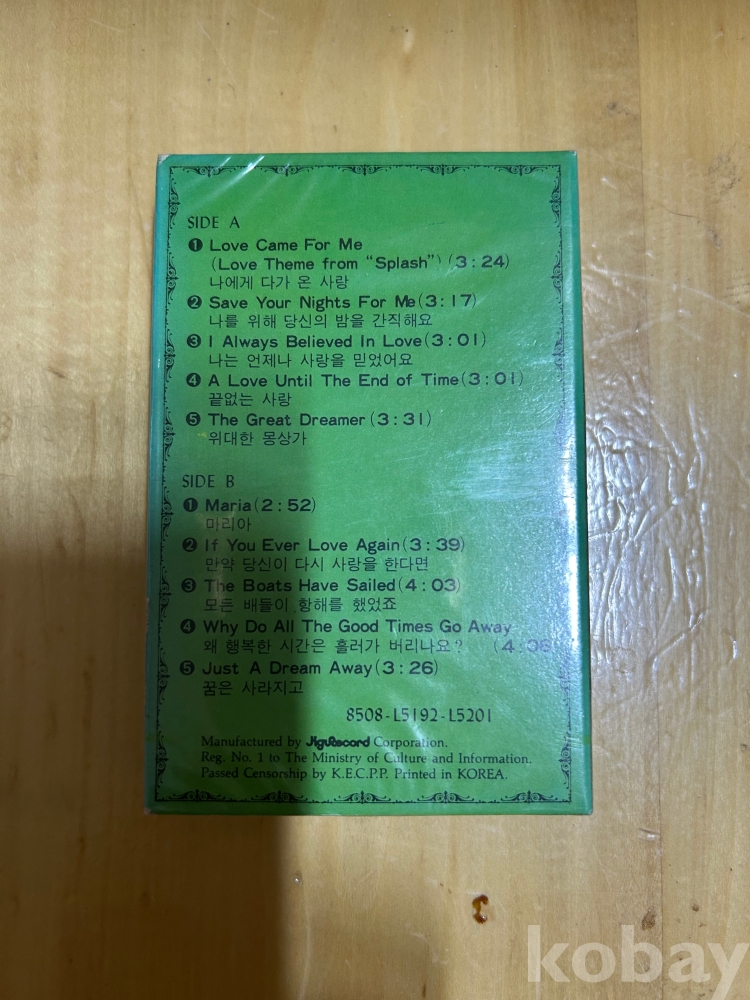 SIDE A
❶ Love Came For Me
(Love Theme from "Splash") (3:24)
나에게 다가 온 사랑
❷ Save Your Nights For Me(3:17)
나를 위해 당신의 밤을 간직해요
❸ I Always Believed In Love(3:01)
나는 언제나 사랑을 믿었어요
❹ A Love Until The End of Time(3:01)
끝없는 사랑
❺ The Great Dreamer(3:31)
위대한 몽상가
SIDE B
❶ Maria(2:52)
마리아
❷ If You Ever Love Again(3:39)
만약 당신이 다시 사랑을 한다면
❸ The Boats Have Sailed(4:03)
모든 배들이 항해를 했었죠
❹ Why Do All The Good Times Go Away
왜 행복한 시간은 흘러가 버리나요? (4:06
❺ Just A Dream Away(3:26)
꿈은 사라지고
8508-L5192-L5201
Manufactured by JiguRecord Corporation.
Reg. No. 1 to The Ministry of Culture and Information.
Passed Censorship by K.E.C.P.P. Printed in KOREA.
kobay